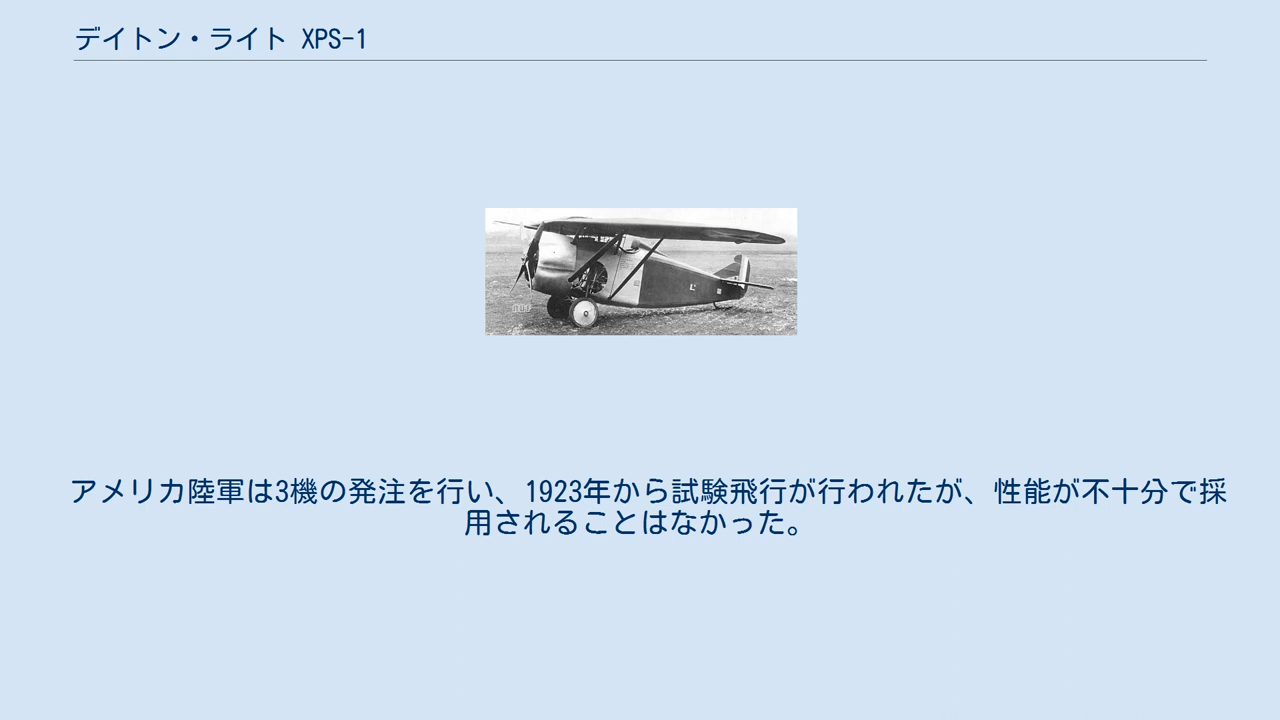 デイトン・ライト XPS-1
アメリカ陸軍は3機の発注を行い、1923年から試験飛行が行われたが、性能が不十分で採
用されることはなかった。